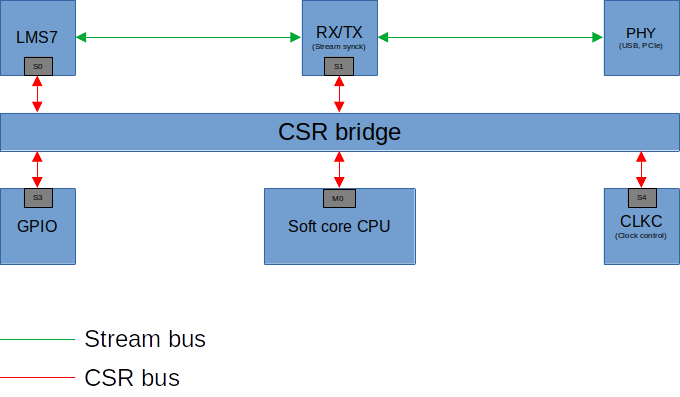 LMS7
S0
RX/TX
(Stream synck)
S1
PHY
(USB, PCIe)
CSR bridge
S3
GPIO
M0
Soft core CPU
S4
CLKC
(Clock control)
Stream bus
CSR bus